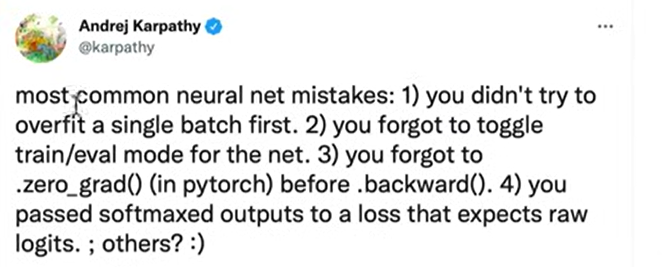 Andrej Karpathy
@karpathy
most common neural net mistakes: 1) you didn't try to
overfit a single batch first. 2) you forgot to toggle
train/eval mode for the net. 3) you forgot to
.zero_grad() (in pytorch) before .backward(). 4) you
passed softmaxed outputs to a loss that expects raw
logits. ; others? :)